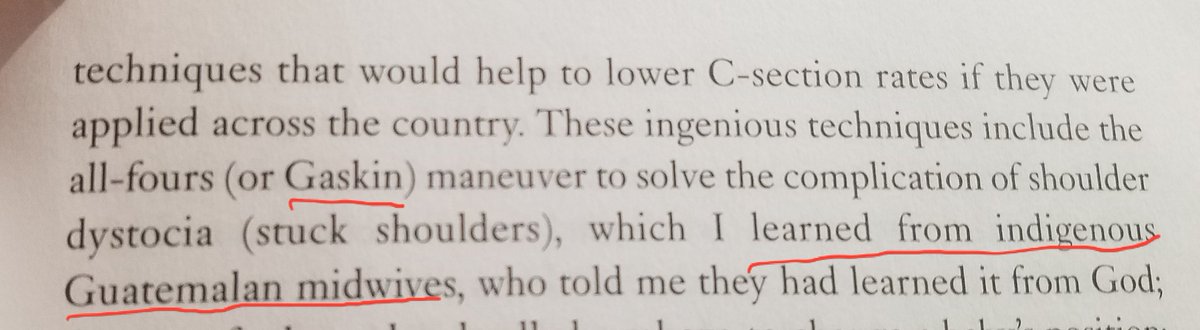 techniques that would help to lower C-section rates if they were
applied across the country. These ingenious techniques include the
all-fours (or Gaskin) maneuver to solve the complication of shoulder
dystocia (stuck shoulders), which I learned from indigenous
Guatemalan midwives, who told me they had learned it from God;